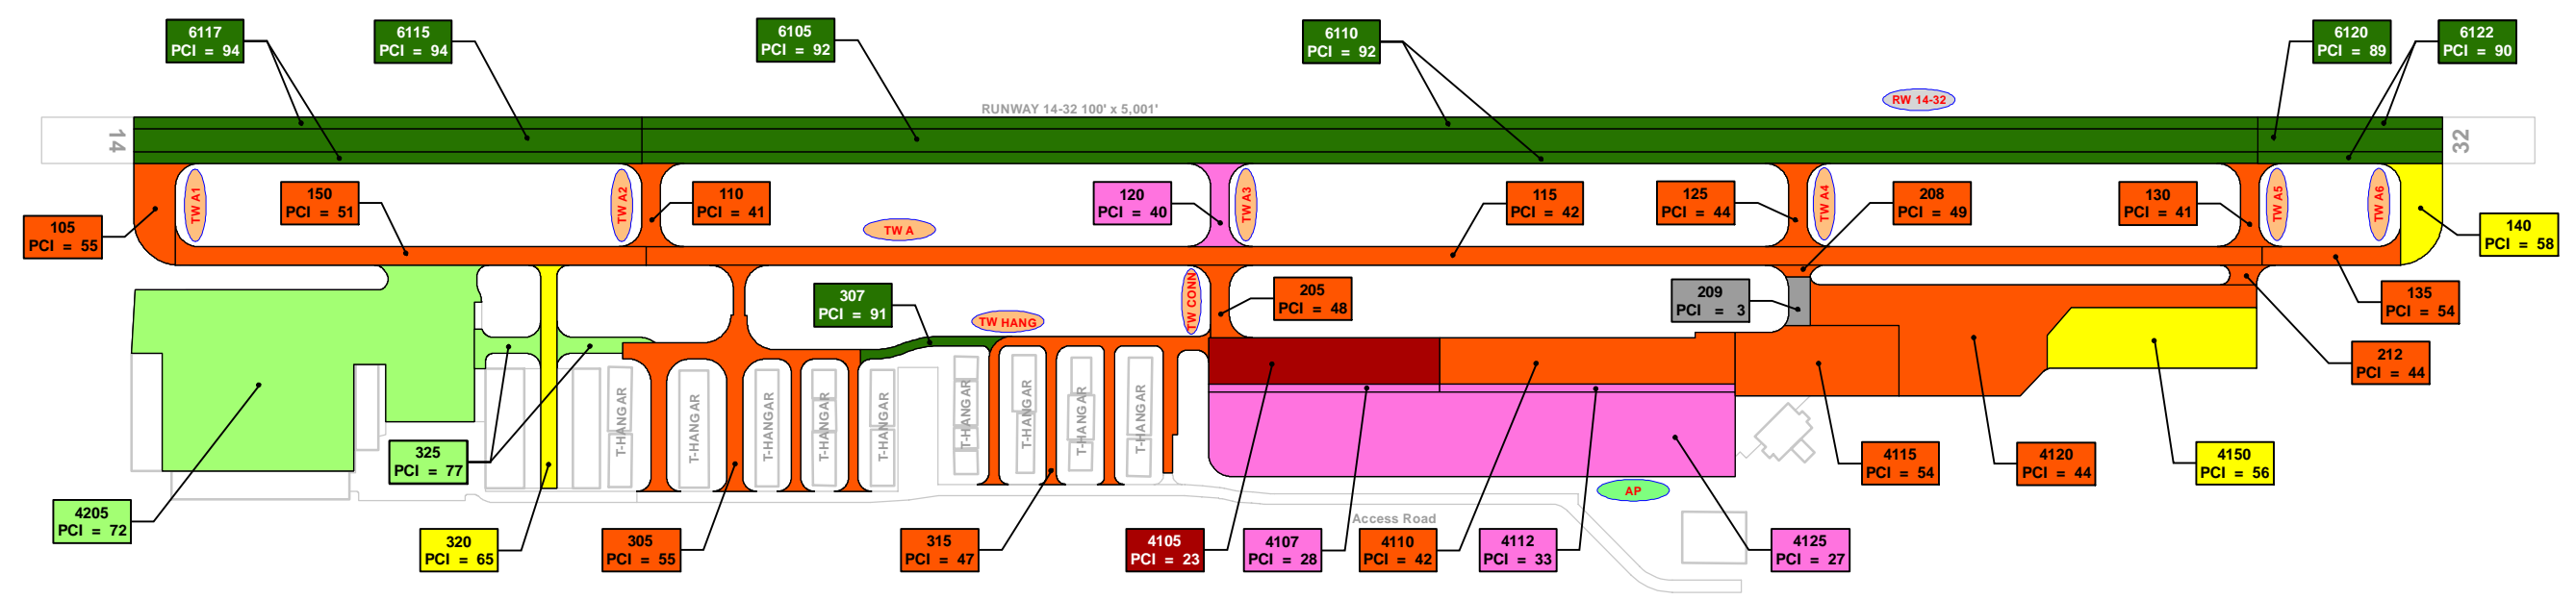 6117
PCI = 94
6115
PCI = 94
6105
PCI = 92
6110
PCI = 92
6120
PCI = 89
6122
PCI = 90
RUNWAY 14-32 100' x 5,001'
RW 14-32
14
32
105
PCI = 55
TW A1
150
PCI = 51
TW A2
110
PCI = 41
TW A
120
PCI = 40
TW A3
115
PCI = 42
125
PCI = 44
TW A4
208
PCI = 49
130
PCI = 41
TW A5
TW A6
140
PCI = 58
307
PCI = 91
TW HANG
TW CONN
205
PCI = 48
209
PCI = 3
135
PCI = 54
212
PCI = 44
T-HANGAR
T-HANGAR
T-HANGAR
T-HANGAR
T-HANGAR
T-HANGAR
T-HANGAR
T-HANGAR
T-HANGAR
325
PCI = 77
4115
PCI = 54
4120
PCI = 44
4150
PCI = 56
AP
4205
PCI = 72
Access Road
320
PCI = 65
305
PCI = 55
315
PCI = 47
4105
PCI = 23
4107
PCI = 28
4110
PCI = 42
4112
PCI = 33
4125
PCI = 27